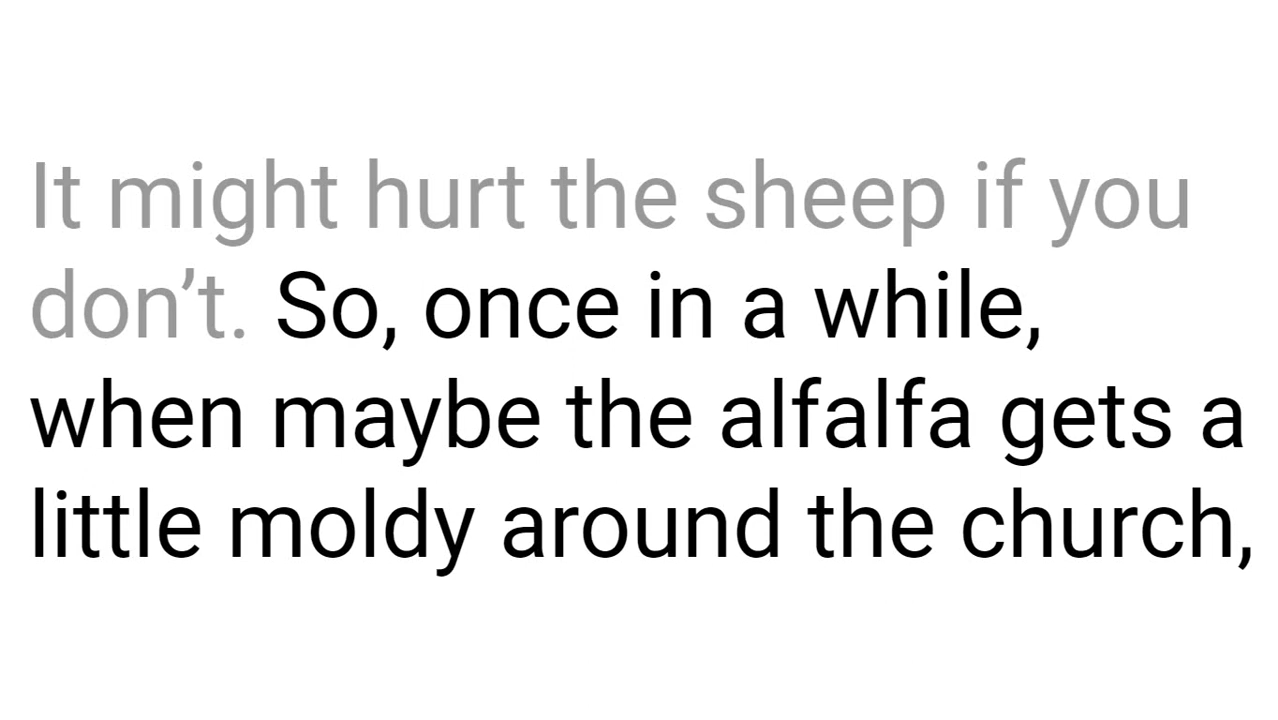 It might hurt the sheep if you
don’t. So, once in a while,
when maybe the alfalfa gets a
little moldy around the church,